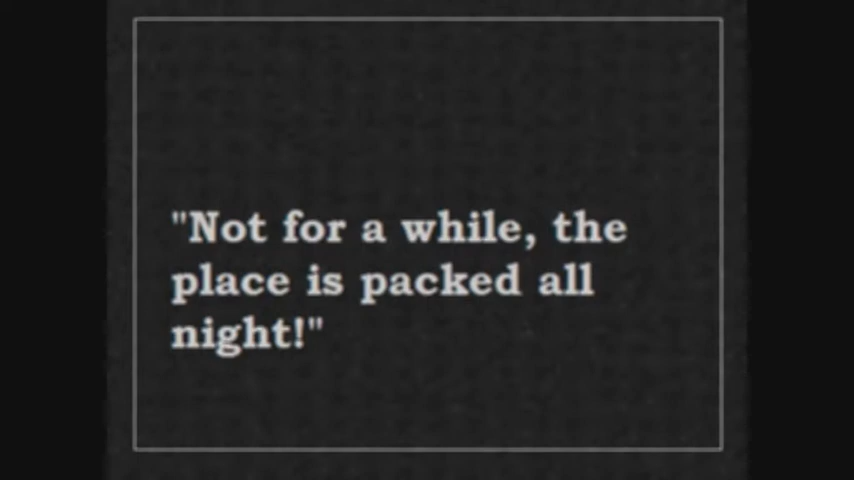 "Not for a while, the
place is packed all
night!"